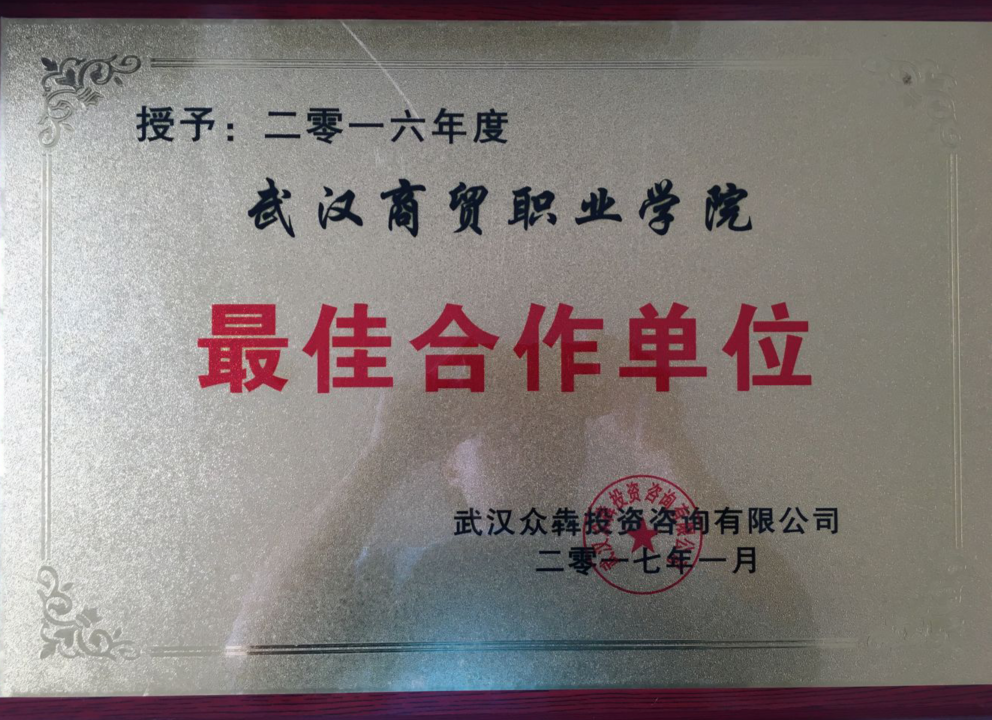 授予：二零一六年度
武汉商贸职业学院
最佳合作单位
武汉众犇投资咨询有限公司
二零一七年一月